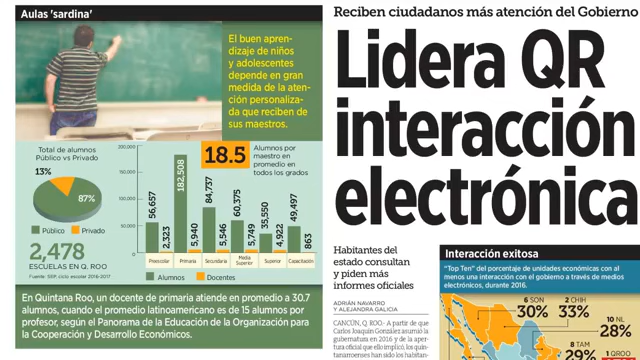 Aulas 'sardina'
El buen apren-
dizaje de niños
y adolescentes
depende en gran
medida de la aten-
ción personaliza-
da que reciben de
sus maestros.
Total de alumnos
Público vs Privado
13%
87%
Público
Privado
2,478
ESCUELAS EN Q. ROO
Fuente: SEP, ciclo escolar 2016-2017
200,000
150,000
100,000
50,000
0
18.5
Alumnos por
maestro en
promedio en
todos los grados
56,657
2,323
182,508
5,940
84,737
5,546
60,375
5,749
35,550
4,922
49,497
863
Preescolar
Primaria
Secundaria
Media
Superior
Superior
Capacitación
Alumnos
Docentes
En Quintana Roo, un docente de primaria atiende en promedio a 30.7
alumnos, cuando el promedio latinoamericano es de 15 alumnos por
profesor, según el Panorama de la Educación de la Organización para
la Cooperación y Desarrollo Económicos.
Reciben ciudadanos más atención del Gobierno
Lidera QR
interacción
electrónica
Habitantes del
estado consultan
y piden más
informes oficiales
ADRIÁN NAVARRO
Y ALEJANDRA GALICIA
CANCÚN, Q. ROO.- A partir de que
Carlos Joaquín González asumió la
gubernatura en 2016 y de la aper-
tura oficial que ello implicó, los quin-
tanarroenses han sido los habitan-
Interacción exitosa
"Top Ten" del porcentaje de unidades económicas con al
menos una interacción con el gobierno a través de medios
electrónicos, durante 2016.
6 SON
30%
2 CHIH
33%
10 NL
28%
8 TAM
29%
1 QROO